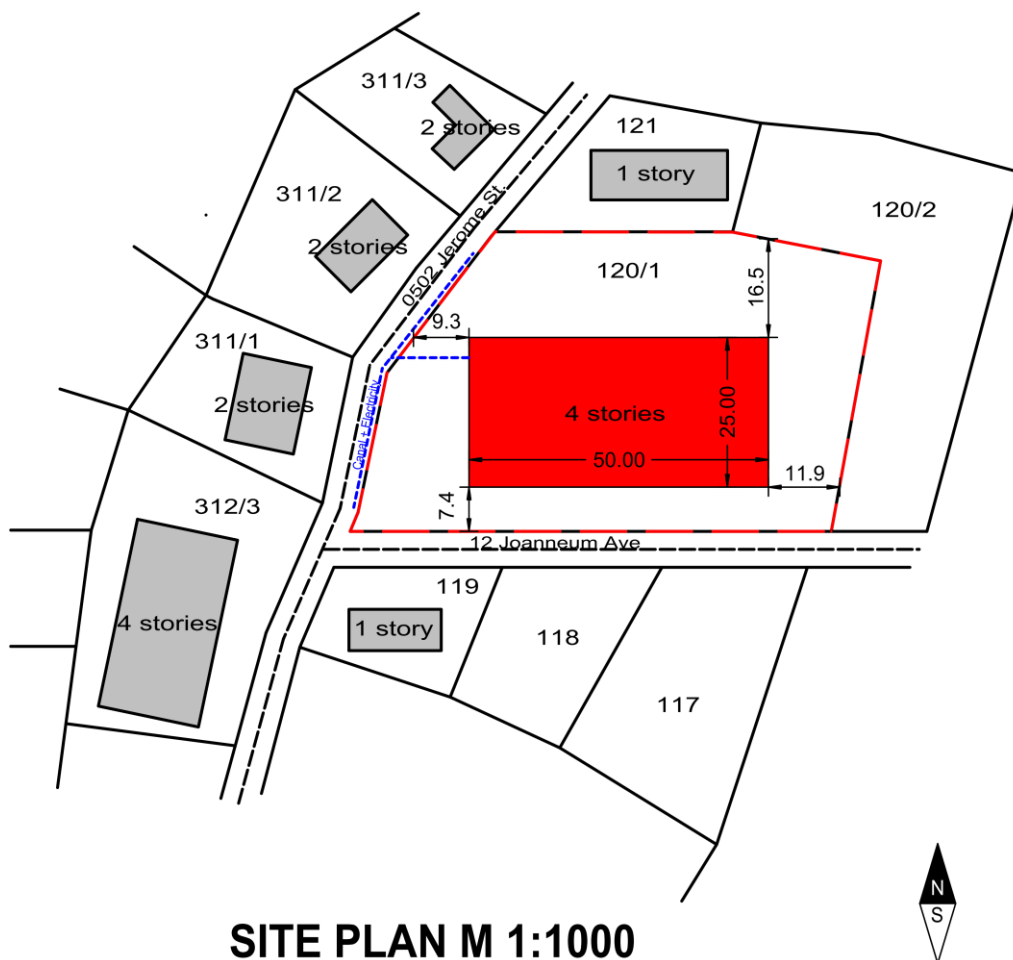 311/3
2 stories
121
1 story
311/2
2 stories
120/2
0502 Jerome St.
120/1
16.5
9.3
311/1
2 stories
Canal + Electricity
4 stories
25.00
50.00
11.9
7.4
312/3
12 Joanneum Ave
4 stories
119
1 story
118
117
N
S
SITE PLAN M 1:1000